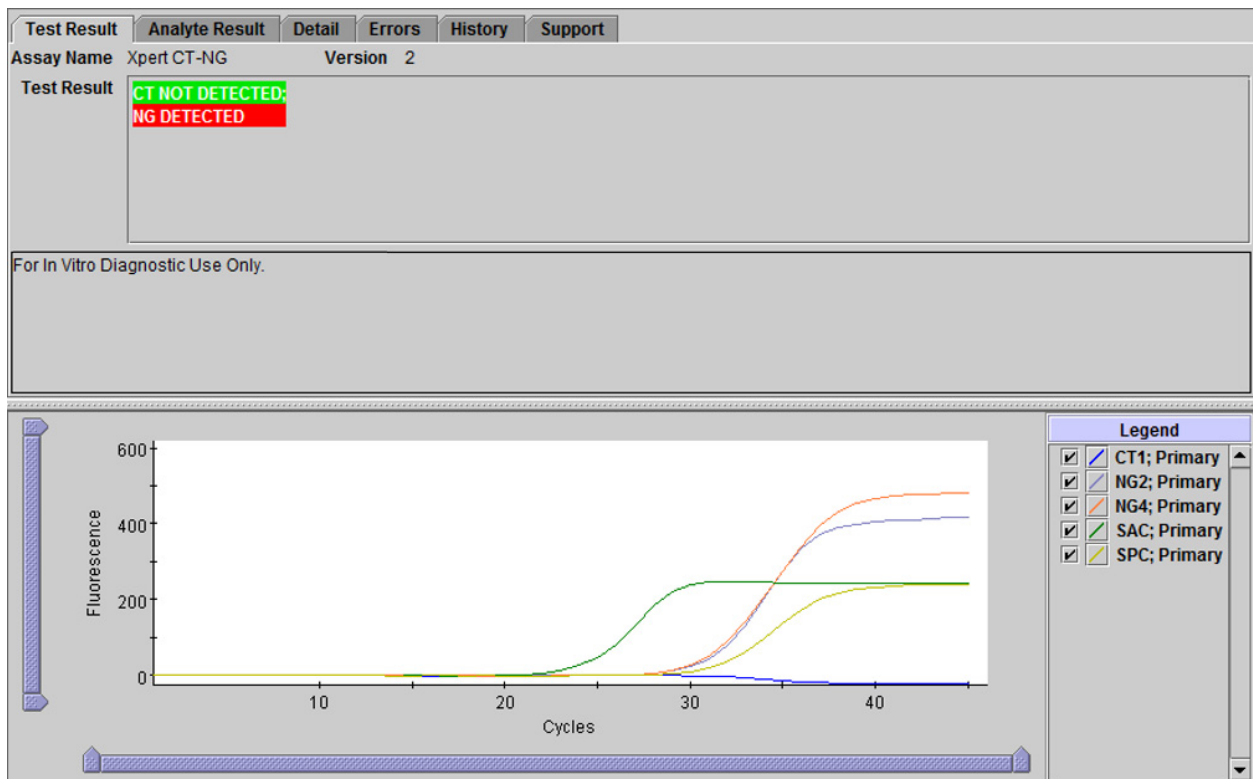 Test Result Analyte Result Detail Errors History Support
Assay Name Xpert CT-NG Version 2
Test Result
CT NOT DETECTED;
NG DETECTED
For In Vitro Diagnostic Use Only.
600
400
200
0
Fluorescence
10 20 30 40
Cycles
Legend
CT1; Primary
NG2; Primary
NG4; Primary
SAC; Primary
SPC; Primary